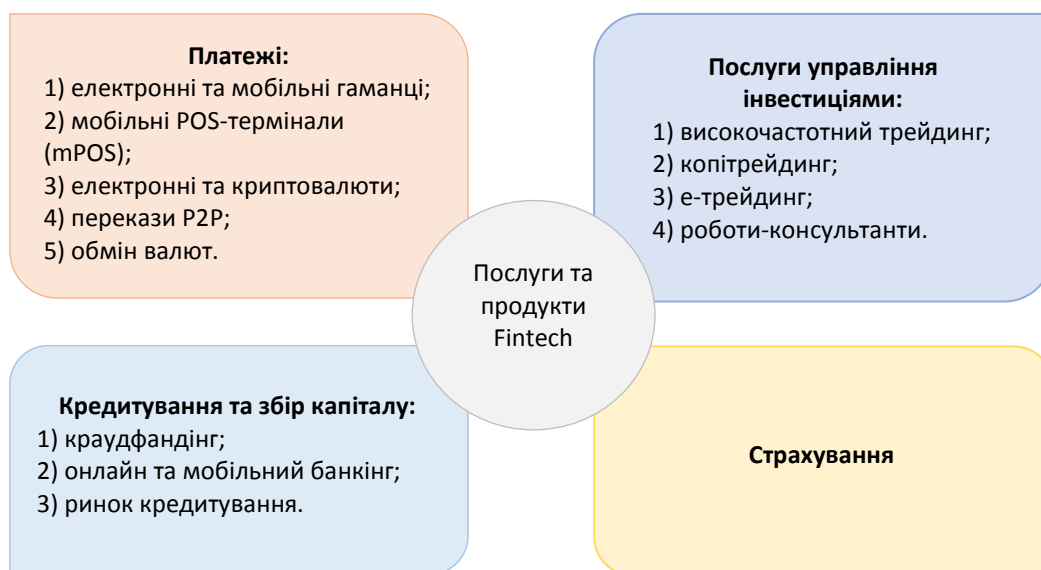 Платежі:
1) електронні та мобільні гаманці;
2) мобільні POS-термінали
(mPOS);
3) електронні та криптовалюти;
4) перекази P2P;
5) обмін валют.
Послуги управління
інвестиціями:
1) високочастотний трейдинг;
2) копітрейдинг;
3) е-трейдинг;
4) роботи-консультанти.
Послуги та
продукти
Fintech
Кредитування та збір капіталу:
1) краудфандінг;
2) онлайн та мобільний банкінг;
3) ринок кредитування.
Страхування